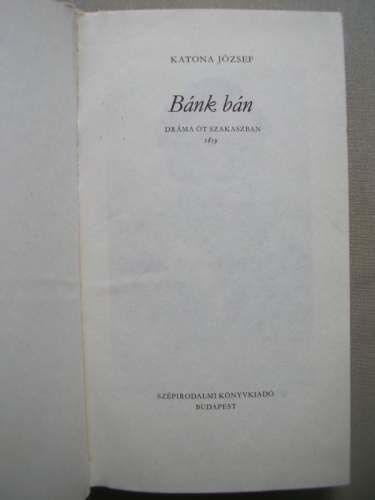 KATONA JÓZSEF
Bánk bán
DRÁMA ÖT SZAKASZBAN
1819
SZÉPIRODALMI KÖNYVKIADÓ
BUDAPEST